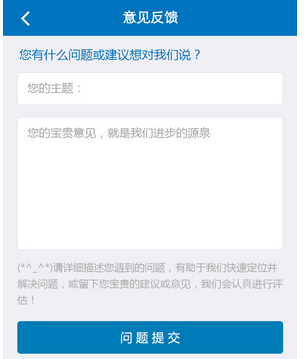 意见反馈
您有什么问题或建议想对我们说？
您的主题：
您的宝贵意见，就是我们进步的源泉
(*^_^*)请详细描述您遇到的问题，有助于我们快速定位并
解决问题，或留下您宝贵的建议或意见，我们会认真进行评
估！
问题提交